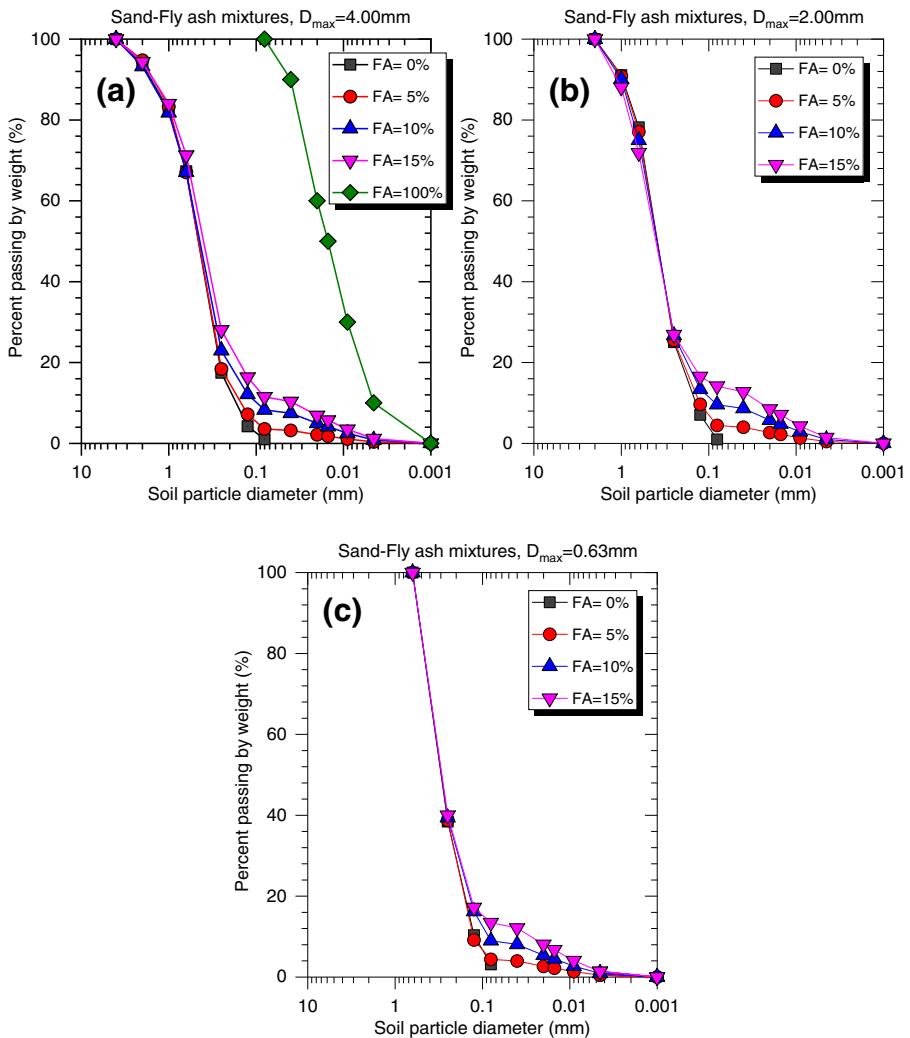 Sand-Fly ash mixtures, Dmax=4.00mm
(a)
FA= 0%
FA= 5%
FA=10%
FA=15%
FA=100%
Percent passing by weight (%)
100
80
60
40
20
0
10 1 0.1 0.01 0.001
Soil particle diameter (mm)
Sand-Fly ash mixtures, Dmax=2.00mm
(b)
FA= 0%
FA= 5%
FA=10%
FA=15%
Percent passing by weight (%)
100
80
60
40
20
0
10 1 0.1 0.01 0.001
Soil particle diameter (mm)
Sand-Fly ash mixtures, Dmax=0.63mm
(c)
FA= 0%
FA= 5%
FA=10%
FA=15%
Percent passing by weight (%)
100
80
60
40
20
0
10 1 0.1 0.01 0.001
Soil particle diameter (mm)